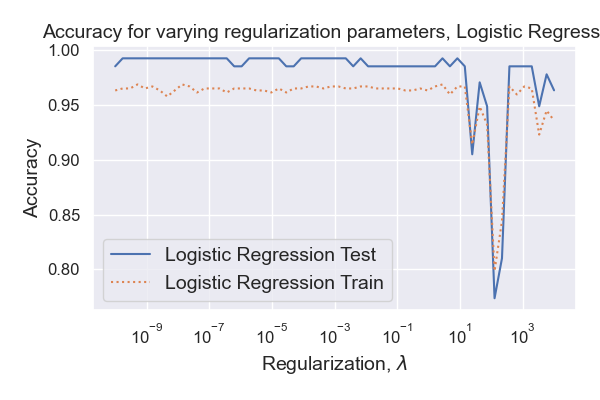 Accuracy for varying regularization parameters, Logistic Regress
1.00
0.95
0.90
0.85
0.80
Accuracy
Logistic Regression Test
Logistic Regression Train
10⁻⁹ 10⁻⁷ 10⁻⁵ 10⁻³ 10⁻¹ 10¹ 10³
Regularization, λ